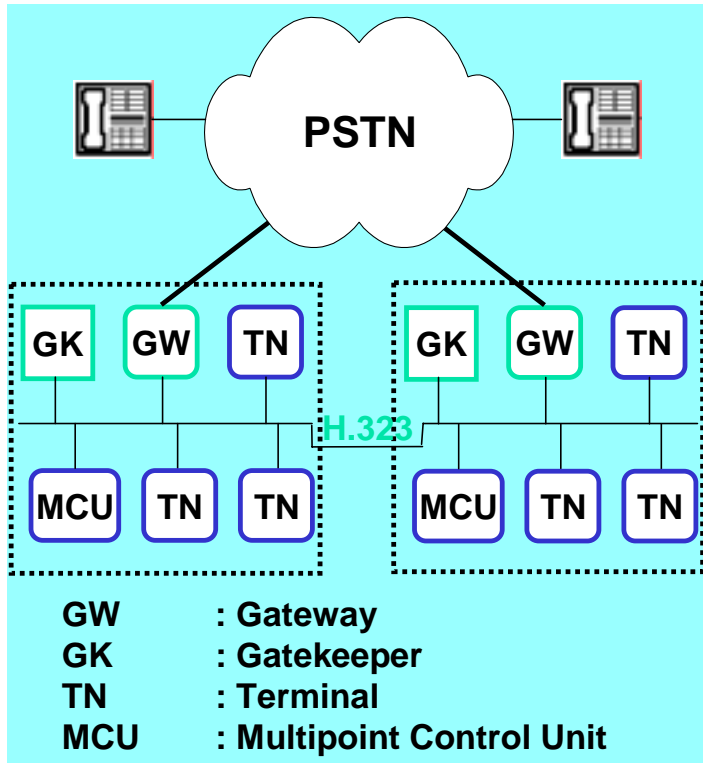 PSTN
GK GW TN GK GW TN
H.323
MCU TN TN MCU TN TN
GW : Gateway
GK : Gatekeeper
TN : Terminal
MCU : Multipoint Control Unit